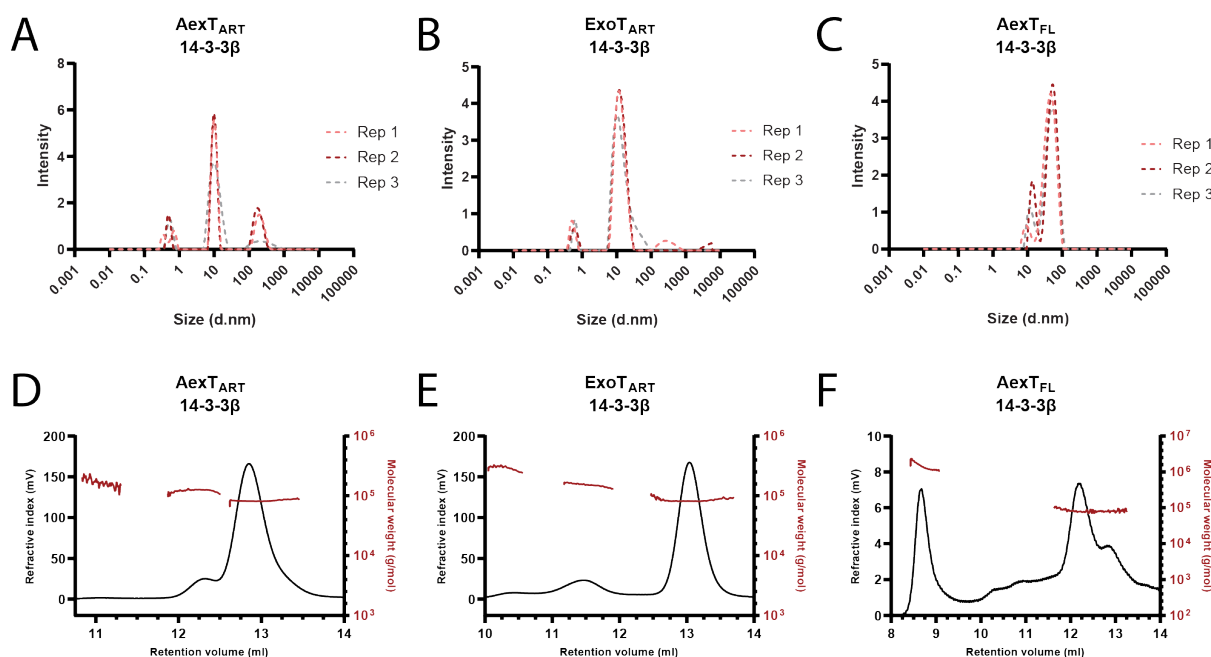 A
AexT_ART
14-3-3β
Intensity
8
6
4
2
0
0.001
0.01
0.1
1
10
100
1000
10000
100000
Size (d.nm)
Rep 1
Rep 2
Rep 3
B
ExoT_ART
14-3-3β
Intensity
5
4
3
2
1
0
0.001
0.01
0.1
1
10
100
1000
10000
100000
Size (d.nm)
Rep 1
Rep 2
Rep 3
C
AexT_FL
14-3-3β
Intensity
5
4
3
2
1
0
0.001
0.01
0.1
1
10
100
1000
10000
100000
Size (d.nm)
Rep 1
Rep 2
Rep 3
D
AexT_ART
14-3-3β
Refractive index (mV)
200
150
100
50
0
11
12
13
14
Retention volume (ml)
10^6
10^5
10^4
10^3
Molecular weight (g/mol)
E
ExoT_ART
14-3-3β
Refractive index (mV)
200
150
100
50
0
10
11
12
13
14
Retention volume (ml)
10^6
10^5
10^4
10^3
Molecular weight (g/mol)
F
AexT_FL
14-3-3β
Refractive index (mV)
10
8
6
4
2
0
8
9
10
11
12
13
14
Retention volume (ml)
10^7
10^6
10^5
10^4
10^3
10^2
Molecular weight (g/mol)